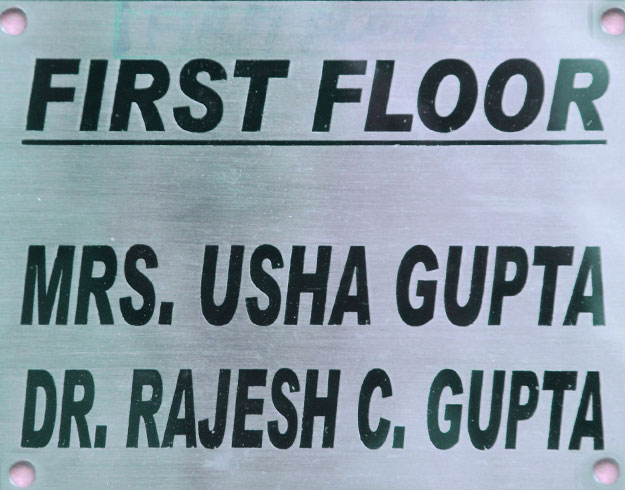 FIRST FLOOR
MRS. USHA GUPTA
DR. RAJESH C. GUPTA